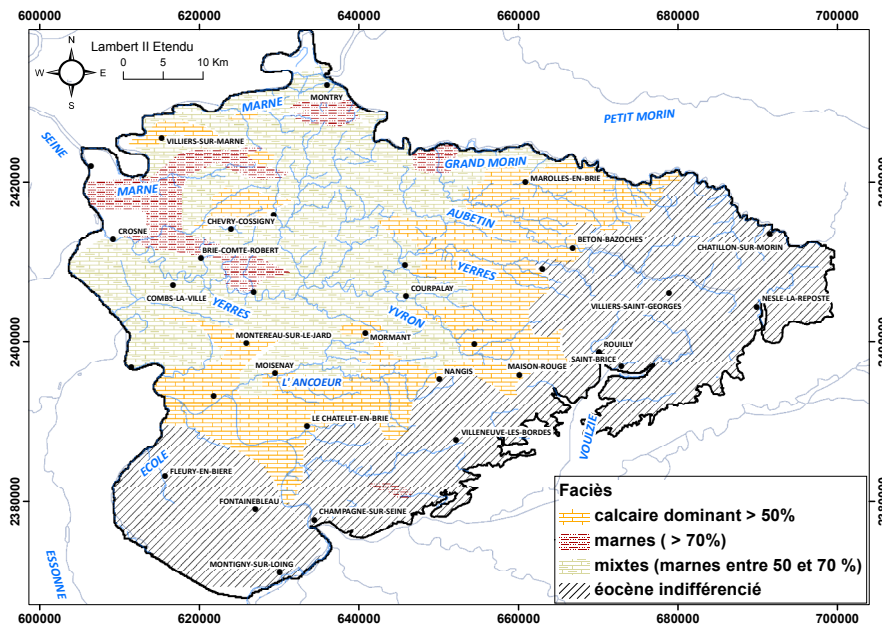 600000 620000 640000 660000 680000 700000
N
W E
S
Lambert II Etendu
0 5 10 Km
MONTRY
MARNE
PETIT MORIN
SEINE
VILLIERS-SUR-MARNE
GRAND MORIN
2420000
2420000
MARNE
MAROLLES-EN-BRIE
CHEVRY-COSSIGNY
AUBETIN
CROSNE
BETON-BAZOCHES
CHATILLON-SUR-MORIN
BRIE-COMTE-ROBERT
YERRES
COMBS-LA-VILLE
COURPALAY
VILLIERS-SAINT-GEORGES
NESLE-LA-REPOSTE
YERRES
YVRON
MONTEREAU-SUR-LE-JARD
MORMANT
2400000
2400000
ROUILLY
SAINT-BRICE
MOISENAY
NANGIS
MAISON-ROUGE
L' ANCOEUR
LE CHATELET-EN-BRIE
VILLENEUVE-LES-BORDES
VOULZIE
ECOLE
FLEURY-EN-BIERE
2380000
2380000
FONTAINEBLEAU
CHAMPAGNE-SUR-SEINE
MONTIGNY-SUR-LOING
ESSONNE
Faciès
calcaire dominant > 50%
marnes ( > 70%)
mixtes (marnes entre 50 et 70 %)
éocène indifférencié
600000 620000 640000 660000 680000 700000